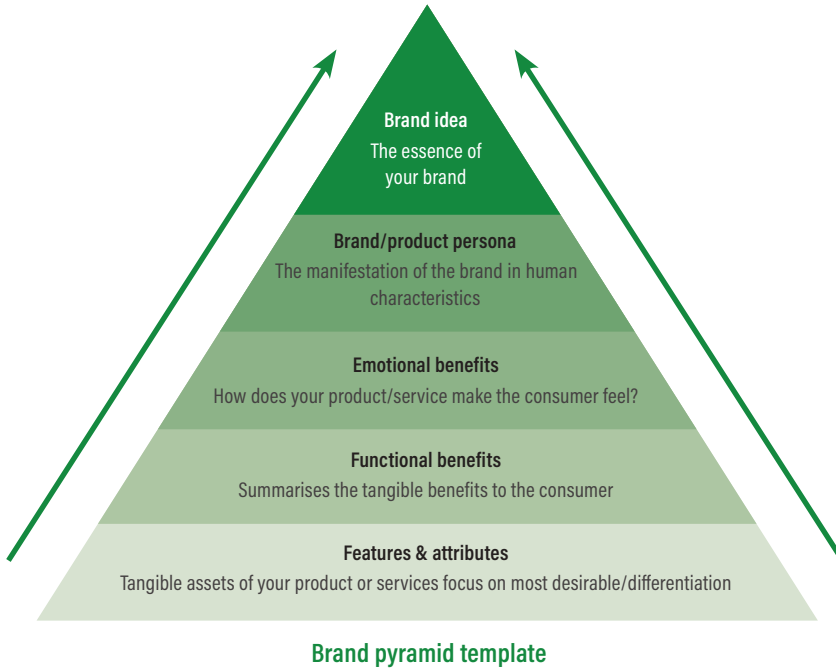 Brand idea
The essence of
your brand
Brand/product persona
The manifestation of the brand in human
characteristics
Emotional benefits
How does your product/service make the consumer feel?
Functional benefits
Summarises the tangible benefits to the consumer
Features & attributes
Tangible assets of your product or services focus on most desirable/differentiation
Brand pyramid template